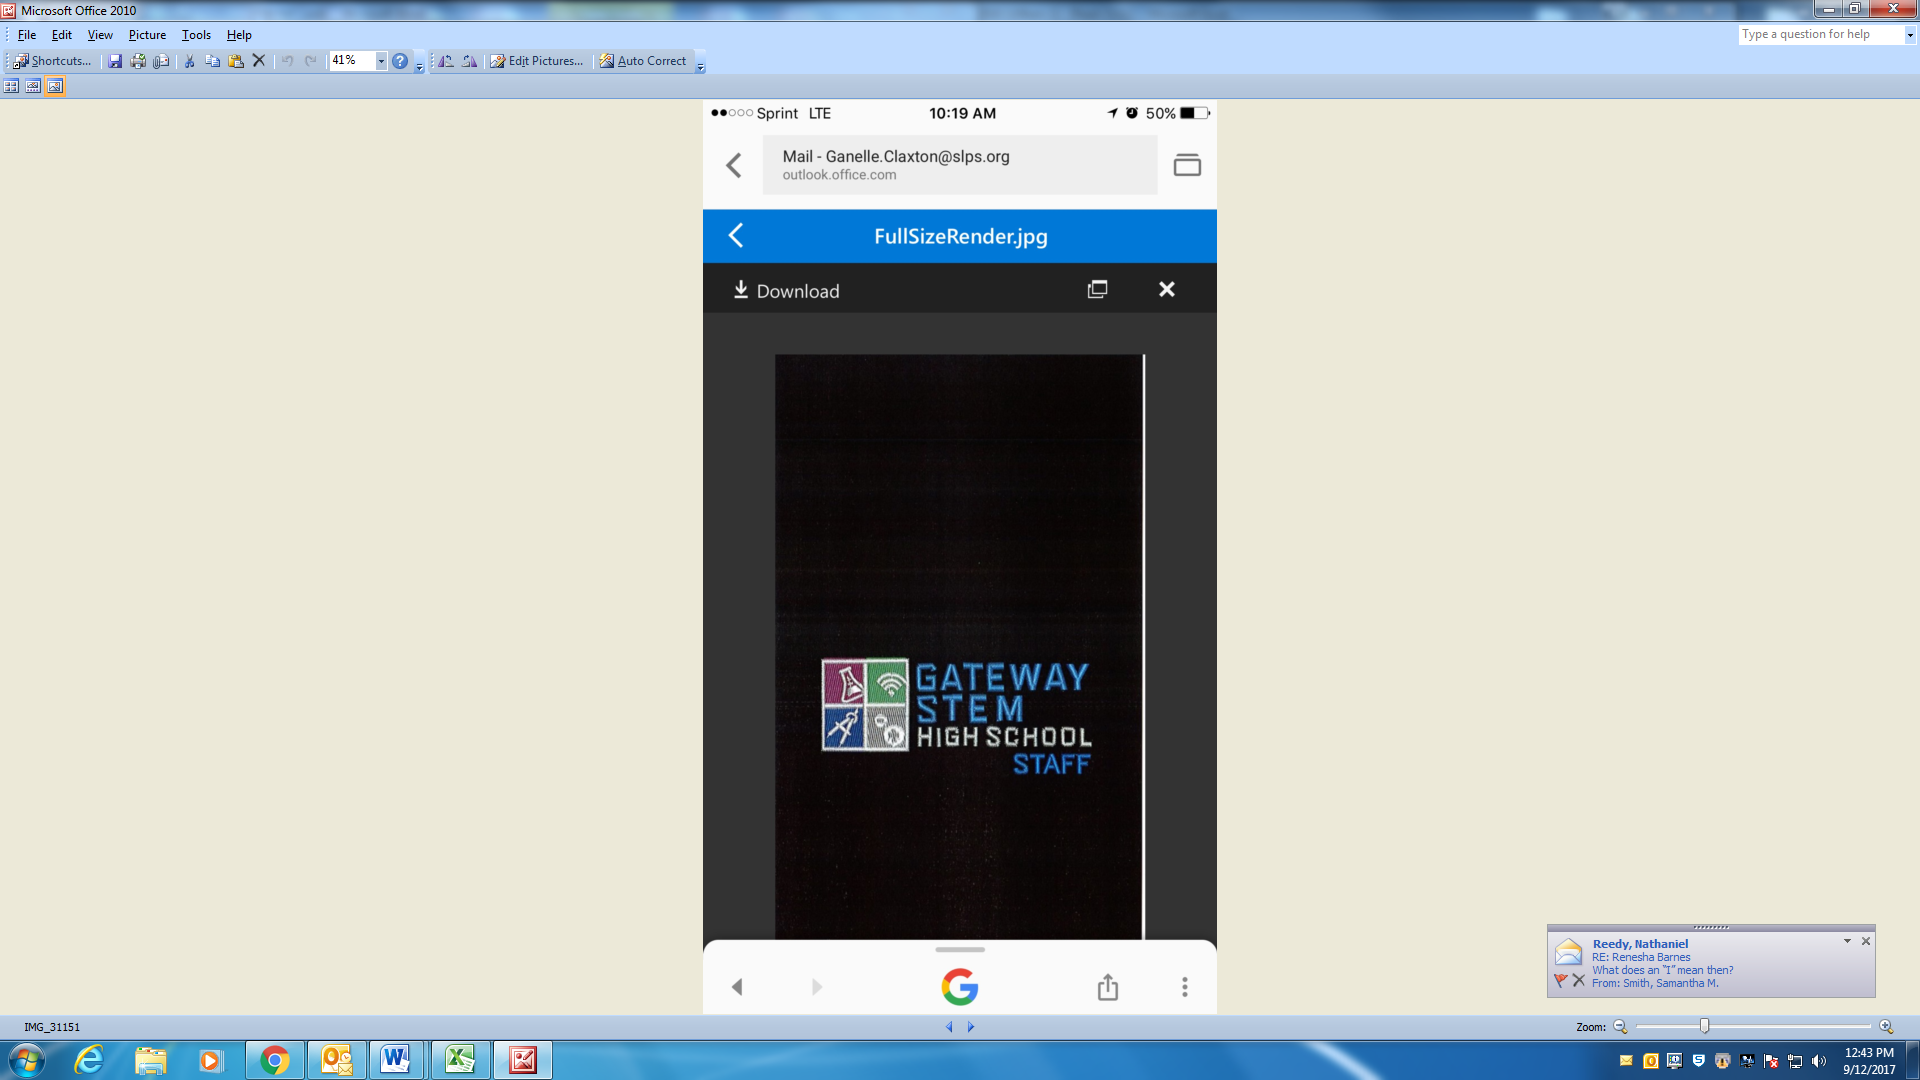 Microsoft Office 2010
File Edit View Picture Tools Help
Type a question for help
Shortcuts... 41% Edit Pictures... Auto Correct
Sprint LTE 10:19 AM 50%
Mail - Ganelle.Claxton@slps.org
outlook.office.com
FullSizeRender.jpg
Download
GATEWAY
STEM
HIGH SCHOOL
STAFF
Reedy, Nathaniel
RE: Renesha Barnes
What does an "I" mean then?
From: Smith, Samantha M.
IMG_31151
Zoom:
12:43 PM
9/12/2017